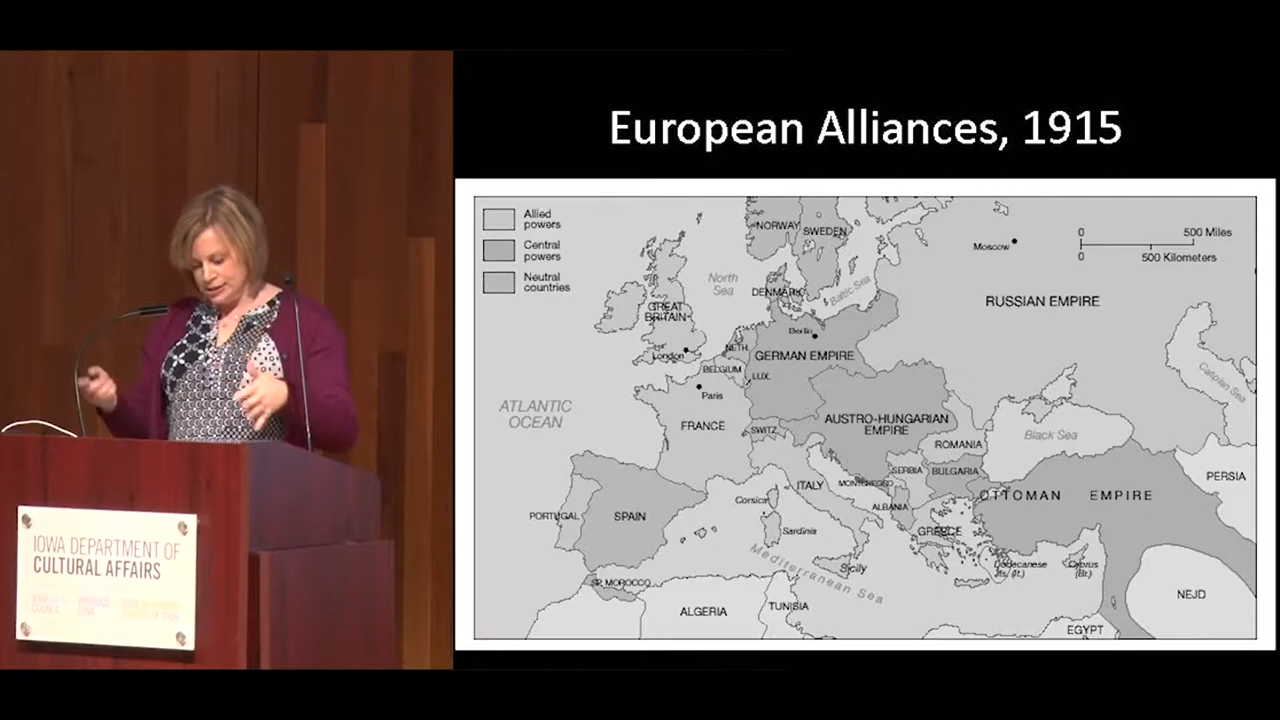 European Alliances, 1915
Allied
powers
Central
powers
Neutral
countries
NORWAY
SWEDEN
Moscow
0
500 Miles
0
500 Kilometers
North
Sea
Baltic Sea
DENMARK
GREAT
BRITAIN
RUSSIAN EMPIRE
Berlin
London
NETH.
GERMAN EMPIRE
BELGIUM
LUX.
Paris
Caspian Sea
ATLANTIC
OCEAN
FRANCE
SWITZ
AUSTRO-HUNGARIAN
EMPIRE
Black Sea
ROMANIA
SERBIA
BULGARIA
PERSIA
ITALY
MONTENEGRO
Corsica
OTTOMAN EMPIRE
ALBANIA
PORTUGAL
SPAIN
Sardinia
GREECE
Mediterranean Sea
Sicily
Dodecanese
Is. (It.)
Cyprus
(Br.)
SP. MOROCCO
NEJD
ALGERIA
TUNISIA
EGYPT
IOWA DEPARTMENT OF
CULTURAL AFFAIRS